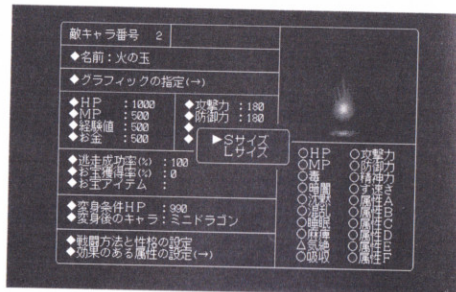 敵キャラ番号 2
◆名前:火の玉
◆グラフィックの指定(→)
◆HP :1000
◆MP :500
◆経験値 :500
◆お金 :500
◆攻撃力 :180
◆防御力 :180
◆
◆
▶Sサイズ
Lサイズ
◆逃走成功率(%) :100
◆お玉獲得率(%) :0
◆お玉アイテム :
◆変身条件HP :990
◆変身後のキャラ:ミニドラゴン
◆戦闘方法と性格の設定
◆効果のある属性の設定(→)
○HP ○攻撃力
○MP ○防御力
○毒 ○精神力
○暗闇 ○す速さ
○沈黙 ○属性A
○属性B
○睡眠 ○属性C
○麻痺 ○属性D
△気絶 ○属性E
○吸収 ○属性F